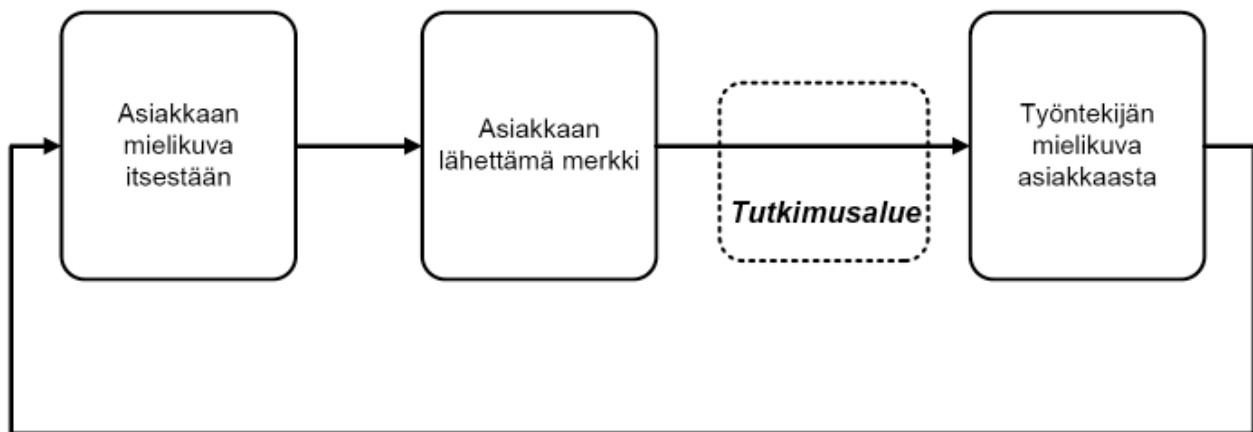 Asiakkaan
mielikuva
itsestään
Asiakkaan
lähettämä merkki
Tutkimusalue
Työntekijän
mielikuva
asiakkaasta